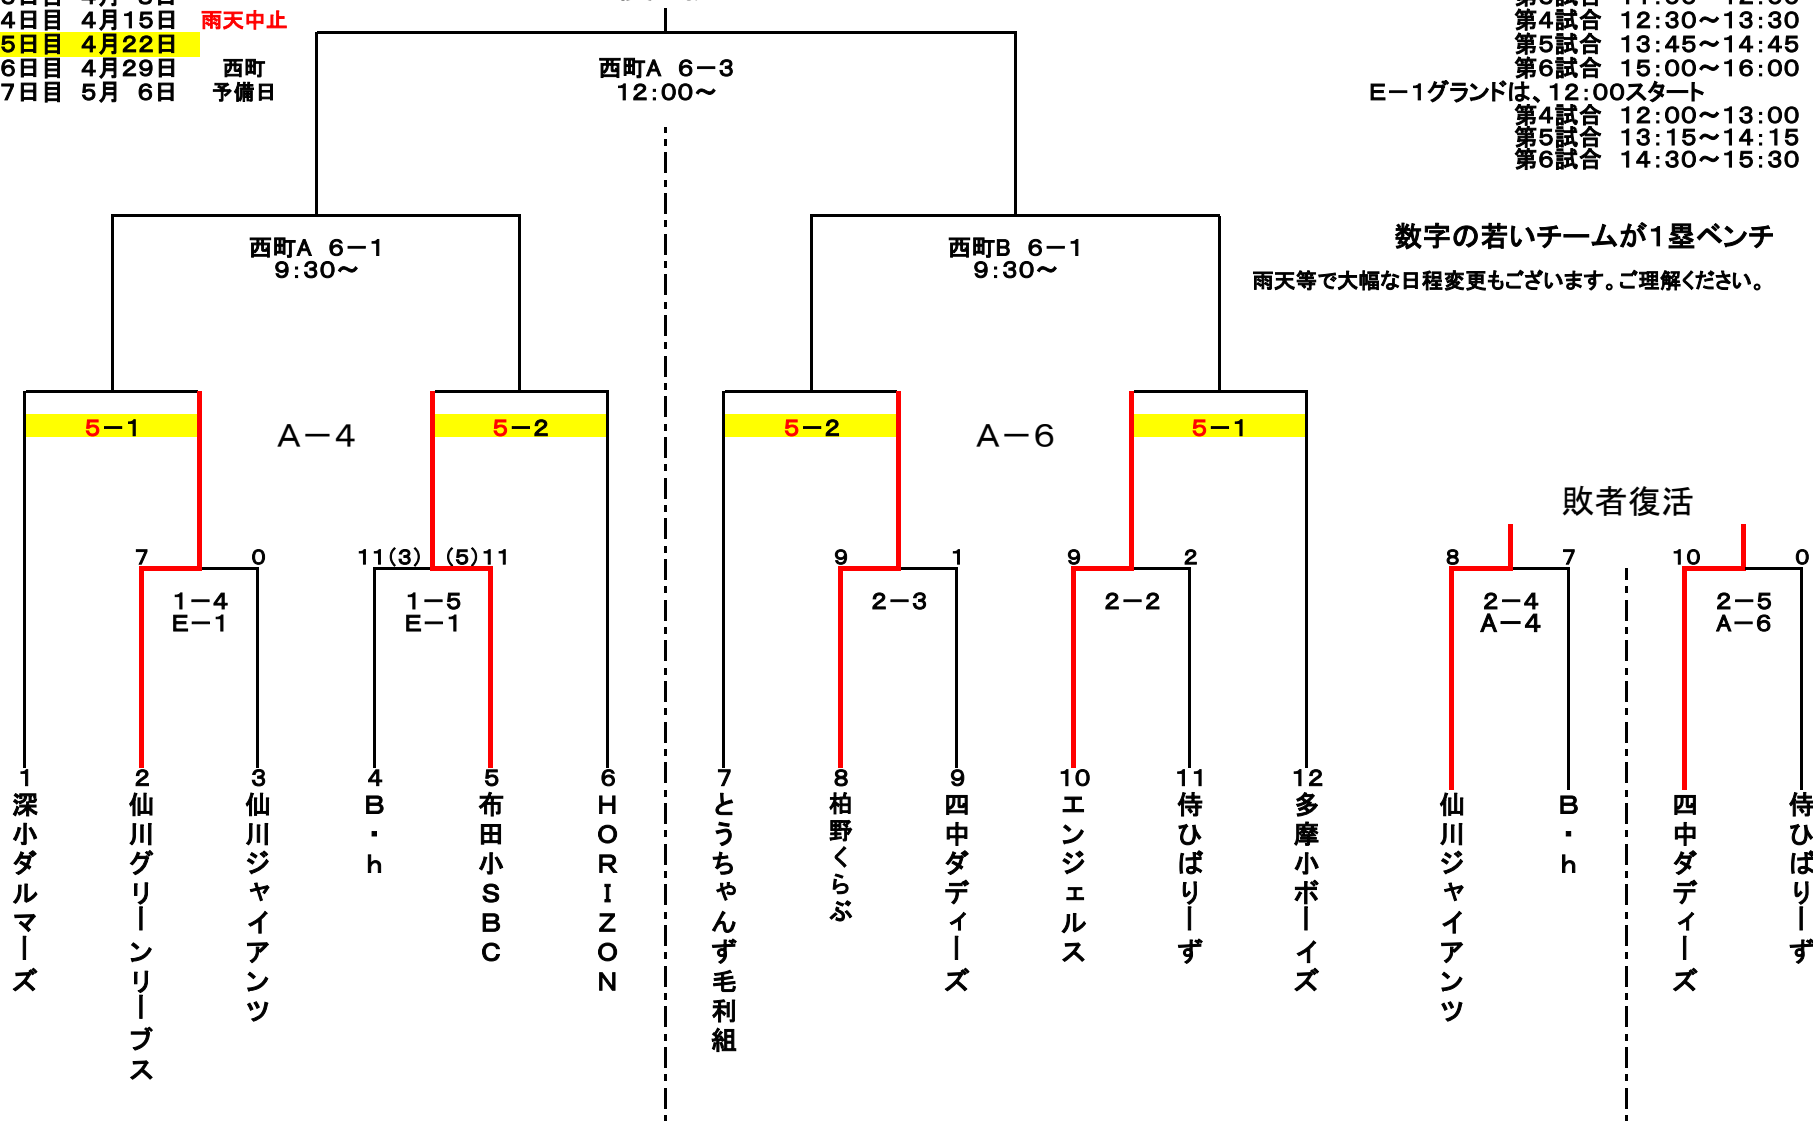 4日目 4月15日 雨天中止
5日目 4月22日
6日目 4月29日 西町
7日目 5月 6日 予備日
第4試合 12:30～13:30
第5試合 13:45～14:45
第6試合 15:00～16:00
E－1グランドは、12:00スタート
第4試合 12:00～13:00
第5試合 13:15～14:15
第6試合 14:30～15:30
数字の若いチームが1塁ベンチ
雨天等で大幅な日程変更もございます。ご理解ください。
西町A 6－3
12:00～
西町A 6－1
9:30～
西町B 6－1
9:30～
5－1
A－4
5－2
5－2
A－6
5－1
敗者復活
7 0
1－4
E－1
11(3) (5)11
1－5
E－1
9 1
2－3
9 2
2－2
8 7
2－4
A－4
10 0
2－5
A－6
1
深小ダルマーズ
2
仙川グリーンリーブス
3
仙川ジャイアンツ
4
B・h
5
布田小SBC
6
HORIZON
7
とうちゃんず毛利組
8
柏野くらぶ
9
四中ダディーズ
10
エンジェルス
11
侍ひばりーず
12
多摩小ボーイズ
仙川ジャイアンツ
B・h
四中ダディーズ
侍ひばりーず